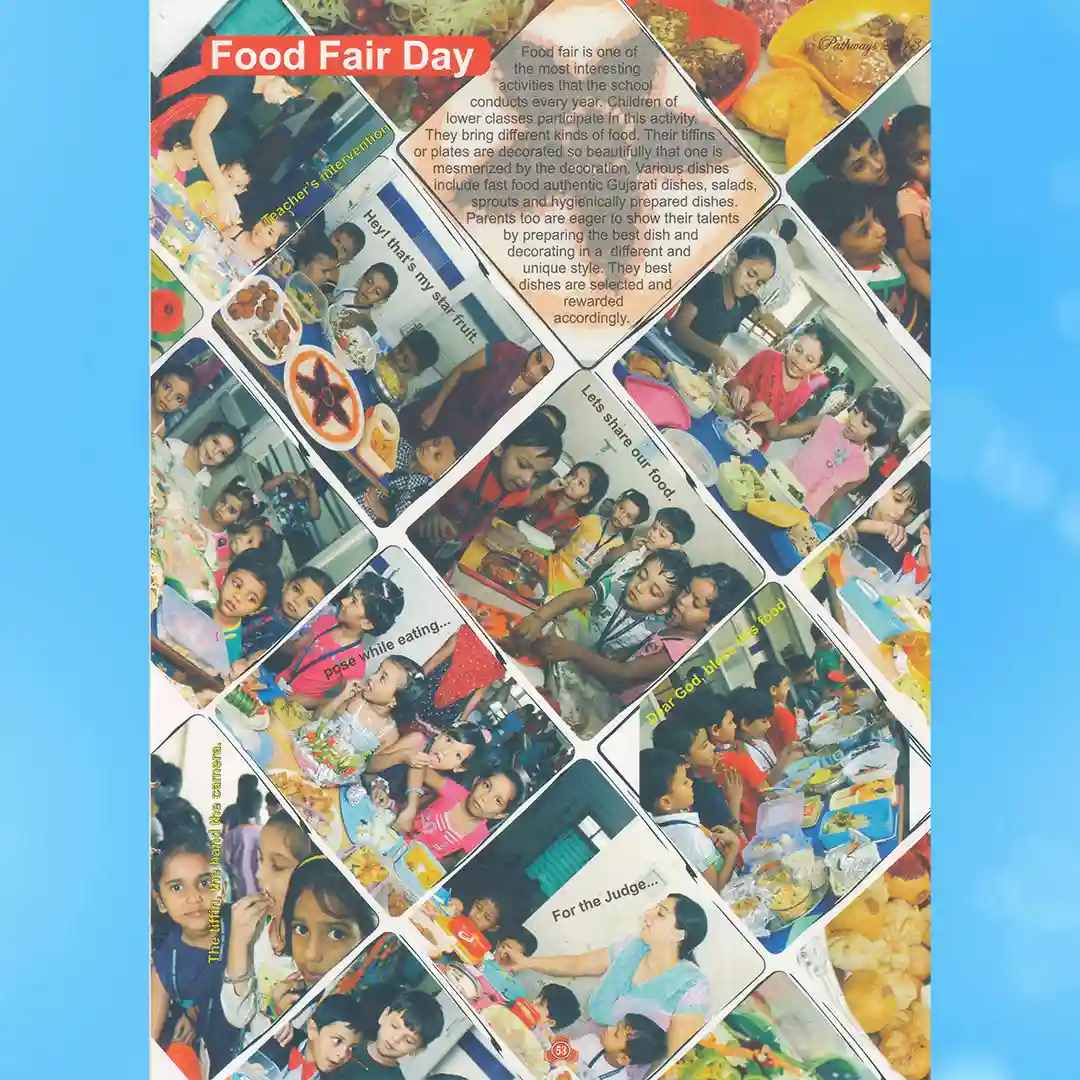 Pathways 2013
Food Fair Day
Food fair is one of
the most interesting
activities that the school
conducts every year. Children of
lower classes participate in this activity.
They bring different kinds of food. Their tiffins
or plates are decorated so beautifully that one is
mesmerized by the decoration. Various dishes
include fast food authentic Gujarati dishes, salads,
sprouts and hygienically prepared dishes.
Parents too are eager to show their talents
by preparing the best dish and
decorating in a different and
unique style. They best
dishes are selected and
rewarded
accordingly.
Teacher's intervention
Hey! that's my star fruit.
Lets share our food.
pose while eating...
Dear God, bless this food
The tiffin, the hand the camera.
For the Judge...
53